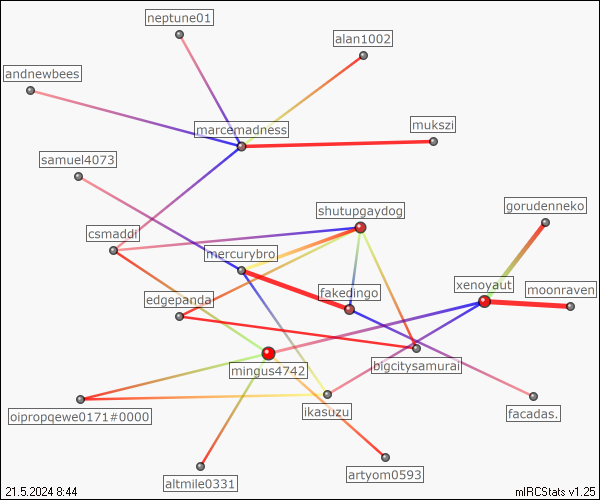 neptune01
alan1002
andnewbees
mukszi
marcemadness
samuel4073
gorudenneko
shutupgaydog
csmaddi
mercurybro
xenoyaut
moonraven
fakedingo
edgepanda
bigcitysamurai
mingus4742
oipropqewe0171#0000
ikasuzu
facadas.
artyom0593
altmile0331
21.5.2024 8:44
mIRCStats v1.25